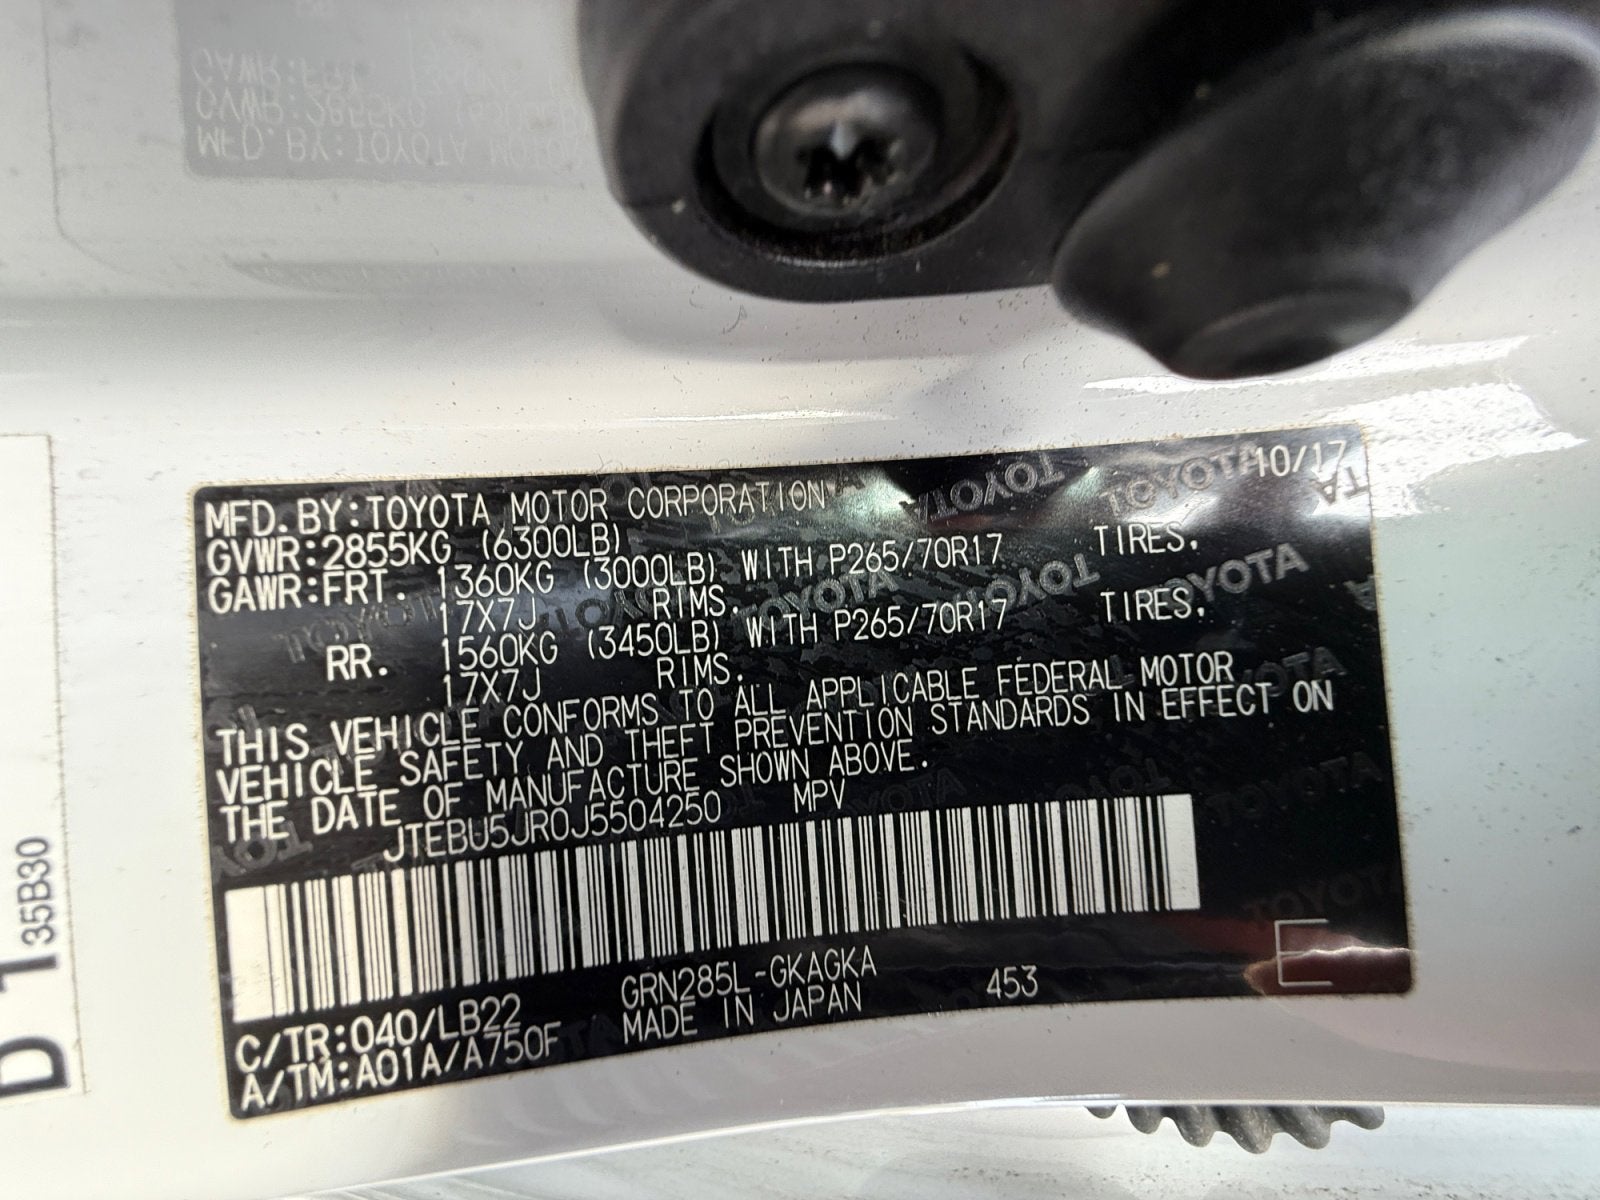 MFD. BY: TOYOTA MOTOR CORPORATION 10/17
GVWR: 2855KG (6300LB)
GAWR: FRT. 1360KG (3000LB) WITH P265/70R17 TIRES.
17X7J RIMS.
RR. 1560KG (3450LB) WITH P265/70R17 TIRES.
17X7J RIMS.
THIS VEHICLE CONFORMS TO ALL APPLICABLE FEDERAL MOTOR
VEHICLE SAFETY AND THEFT PREVENTION STANDARDS IN EFFECT ON
THE DATE OF MANUFACTURE SHOWN ABOVE.
JTEBU5JR0J5504250 MPV
GRN285L-GKAGKA 453 E
C/TR: 040/LB22 MADE IN JAPAN
A/TM: A01A/A750F
D 1
35B30